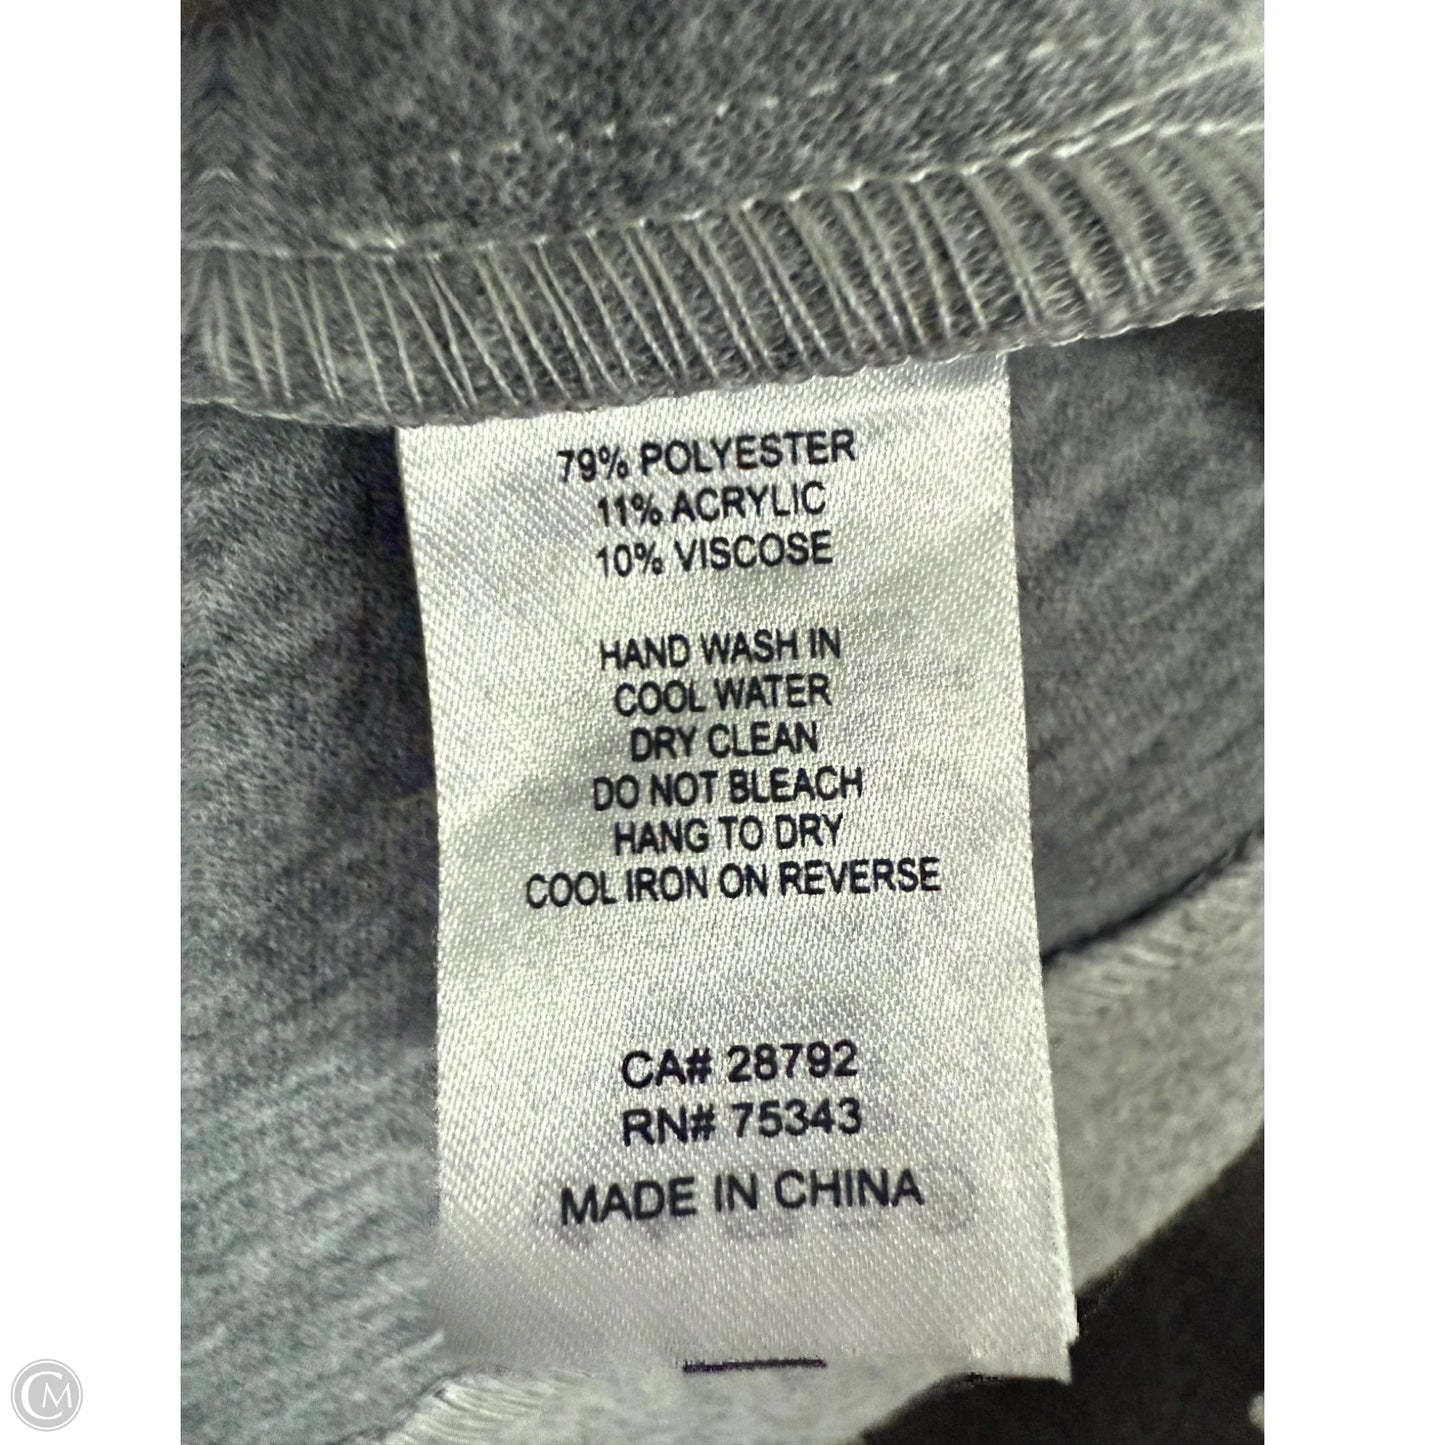 79% POLYESTER
11% ACRYLIC
10% VISCOSE
HAND WASH IN
COOL WATER
DRY CLEAN
DO NOT BLEACH
HANG TO DRY
COOL IRON ON REVERSE
CA# 28792
RN# 75343
MADE IN CHINA
CM